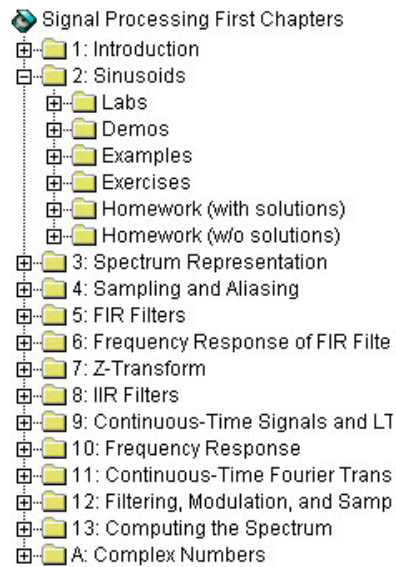 Signal Processing First Chapters
1: Introduction
2: Sinusoids
Labs
Demos
Examples
Exercises
Homework (with solutions)
Homework (w/o solutions)
3: Spectrum Representation
4: Sampling and Aliasing
5: FIR Filters
6: Frequency Response of FIR Filte
7: Z-Transform
8: IIR Filters
9: Continuous-Time Signals and LT
10: Frequency Response
11: Continuous-Time Fourier Trans
12: Filtering, Modulation, and Samp
13: Computing the Spectrum
A: Complex Numbers